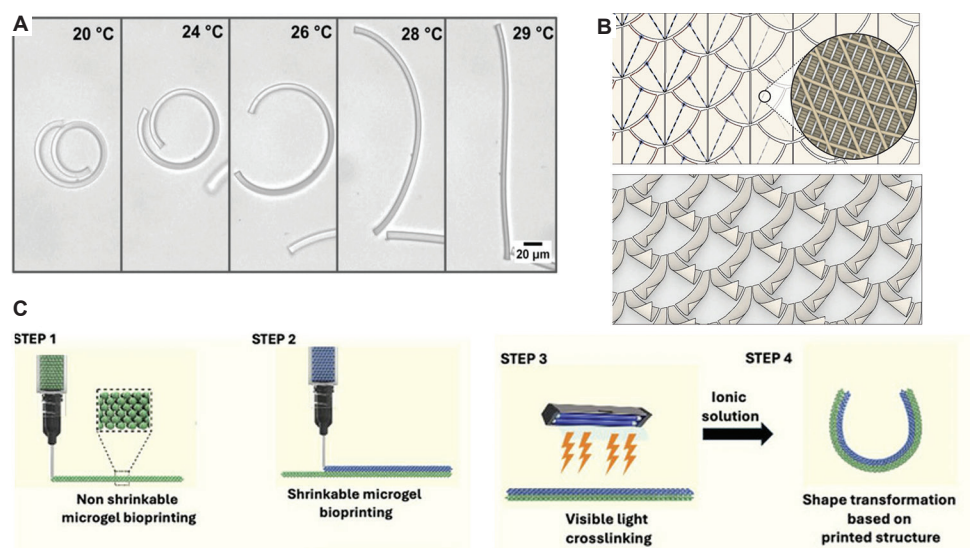 A
20 °C
24 °C
26 °C
28 °C
29 °C
20 μm
B
C
STEP 1
Non shrinkable
microgel bioprinting
STEP 2
Shrinkable microgel
bioprinting
STEP 3
Visible light
crosslinking
Ionic
solution
STEP 4
Shape transformation
based on
printed structure